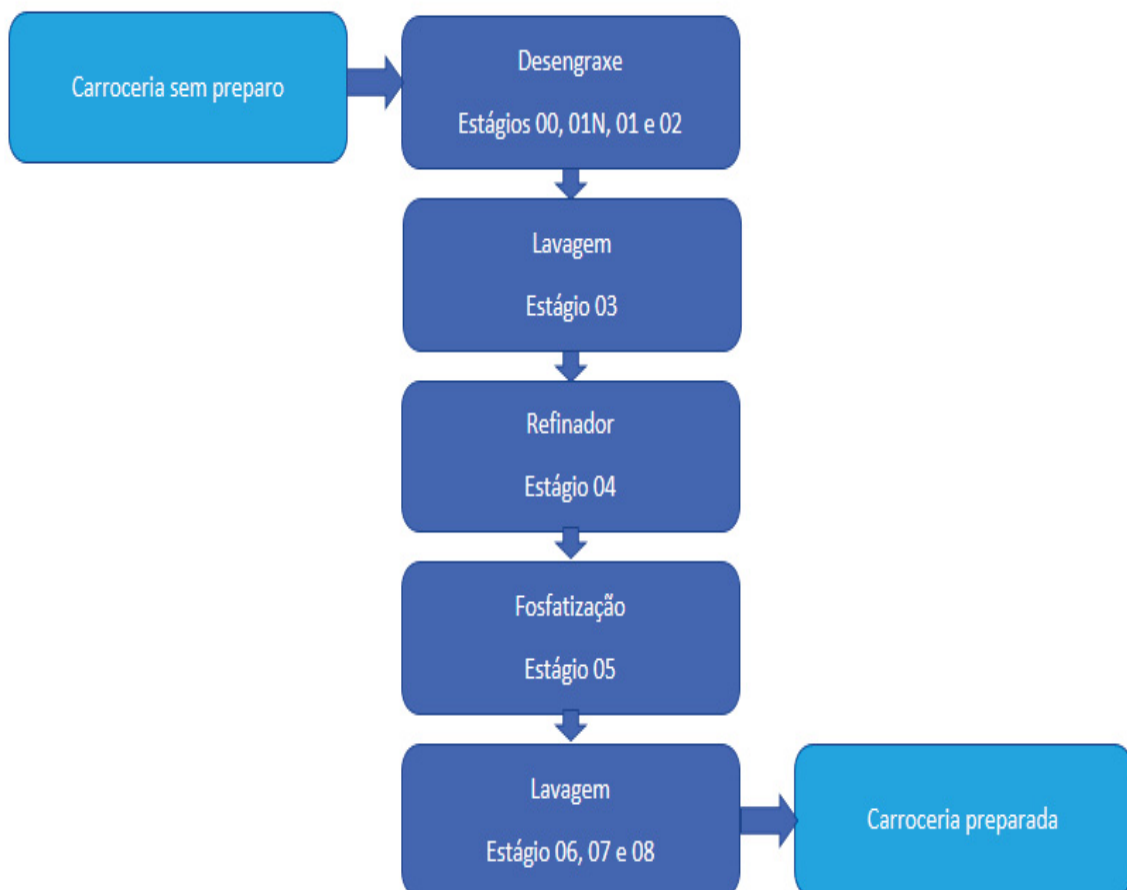 Carroceria sem preparo
Desengraxe
Estágios 00, 01N, 01 e 02
Lavagem
Estágio 03
Refinador
Estágio 04
Fosfatização
Estágio 05
Lavagem
Estágio 06, 07 e 08
Carroceria preparada